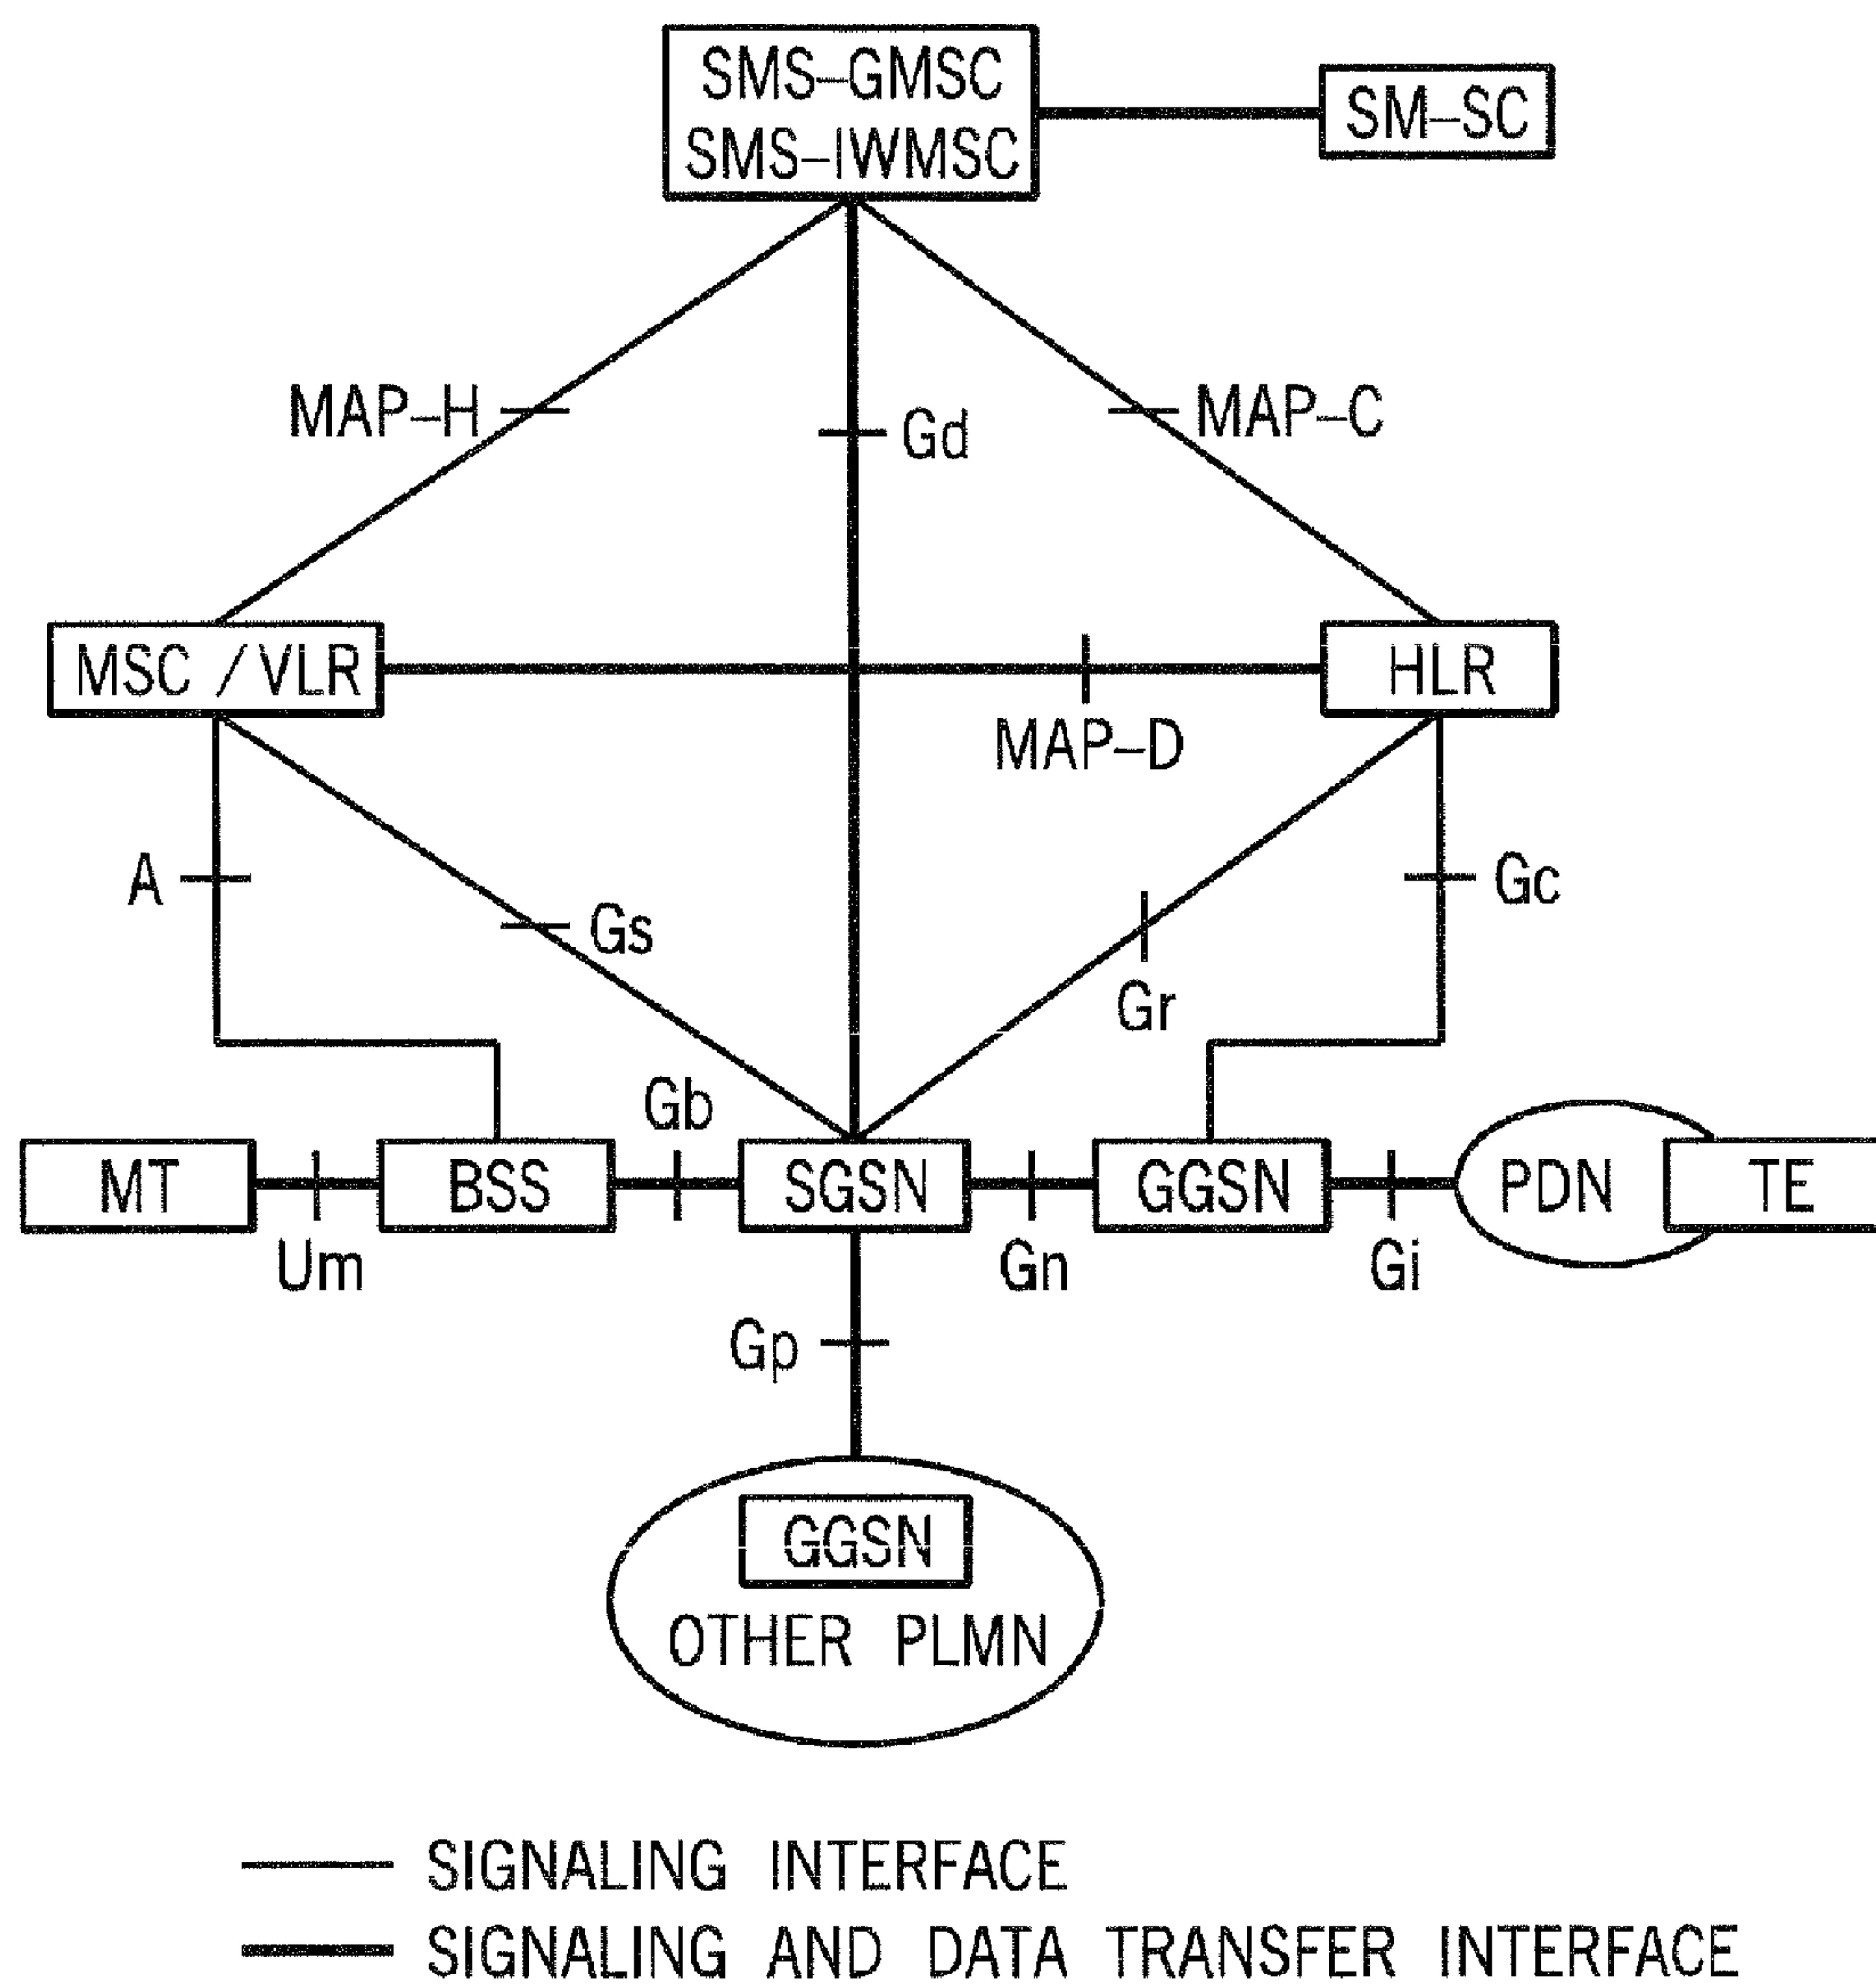 SMS-GMSC
SMS-IWMSC
SM-SC
MAP-H
Gd
MAP-C
MSC / VLR
HLR
MAP-D
A
Gs
Gr
Gc
Gb
MT
BSS
SGSN
GGSN
PDN
TE
Um
Gn
Gi
Gp
GGSN
OTHER PLMN
SIGNALING INTERFACE
SIGNALING AND DATA TRANSFER INTERFACE